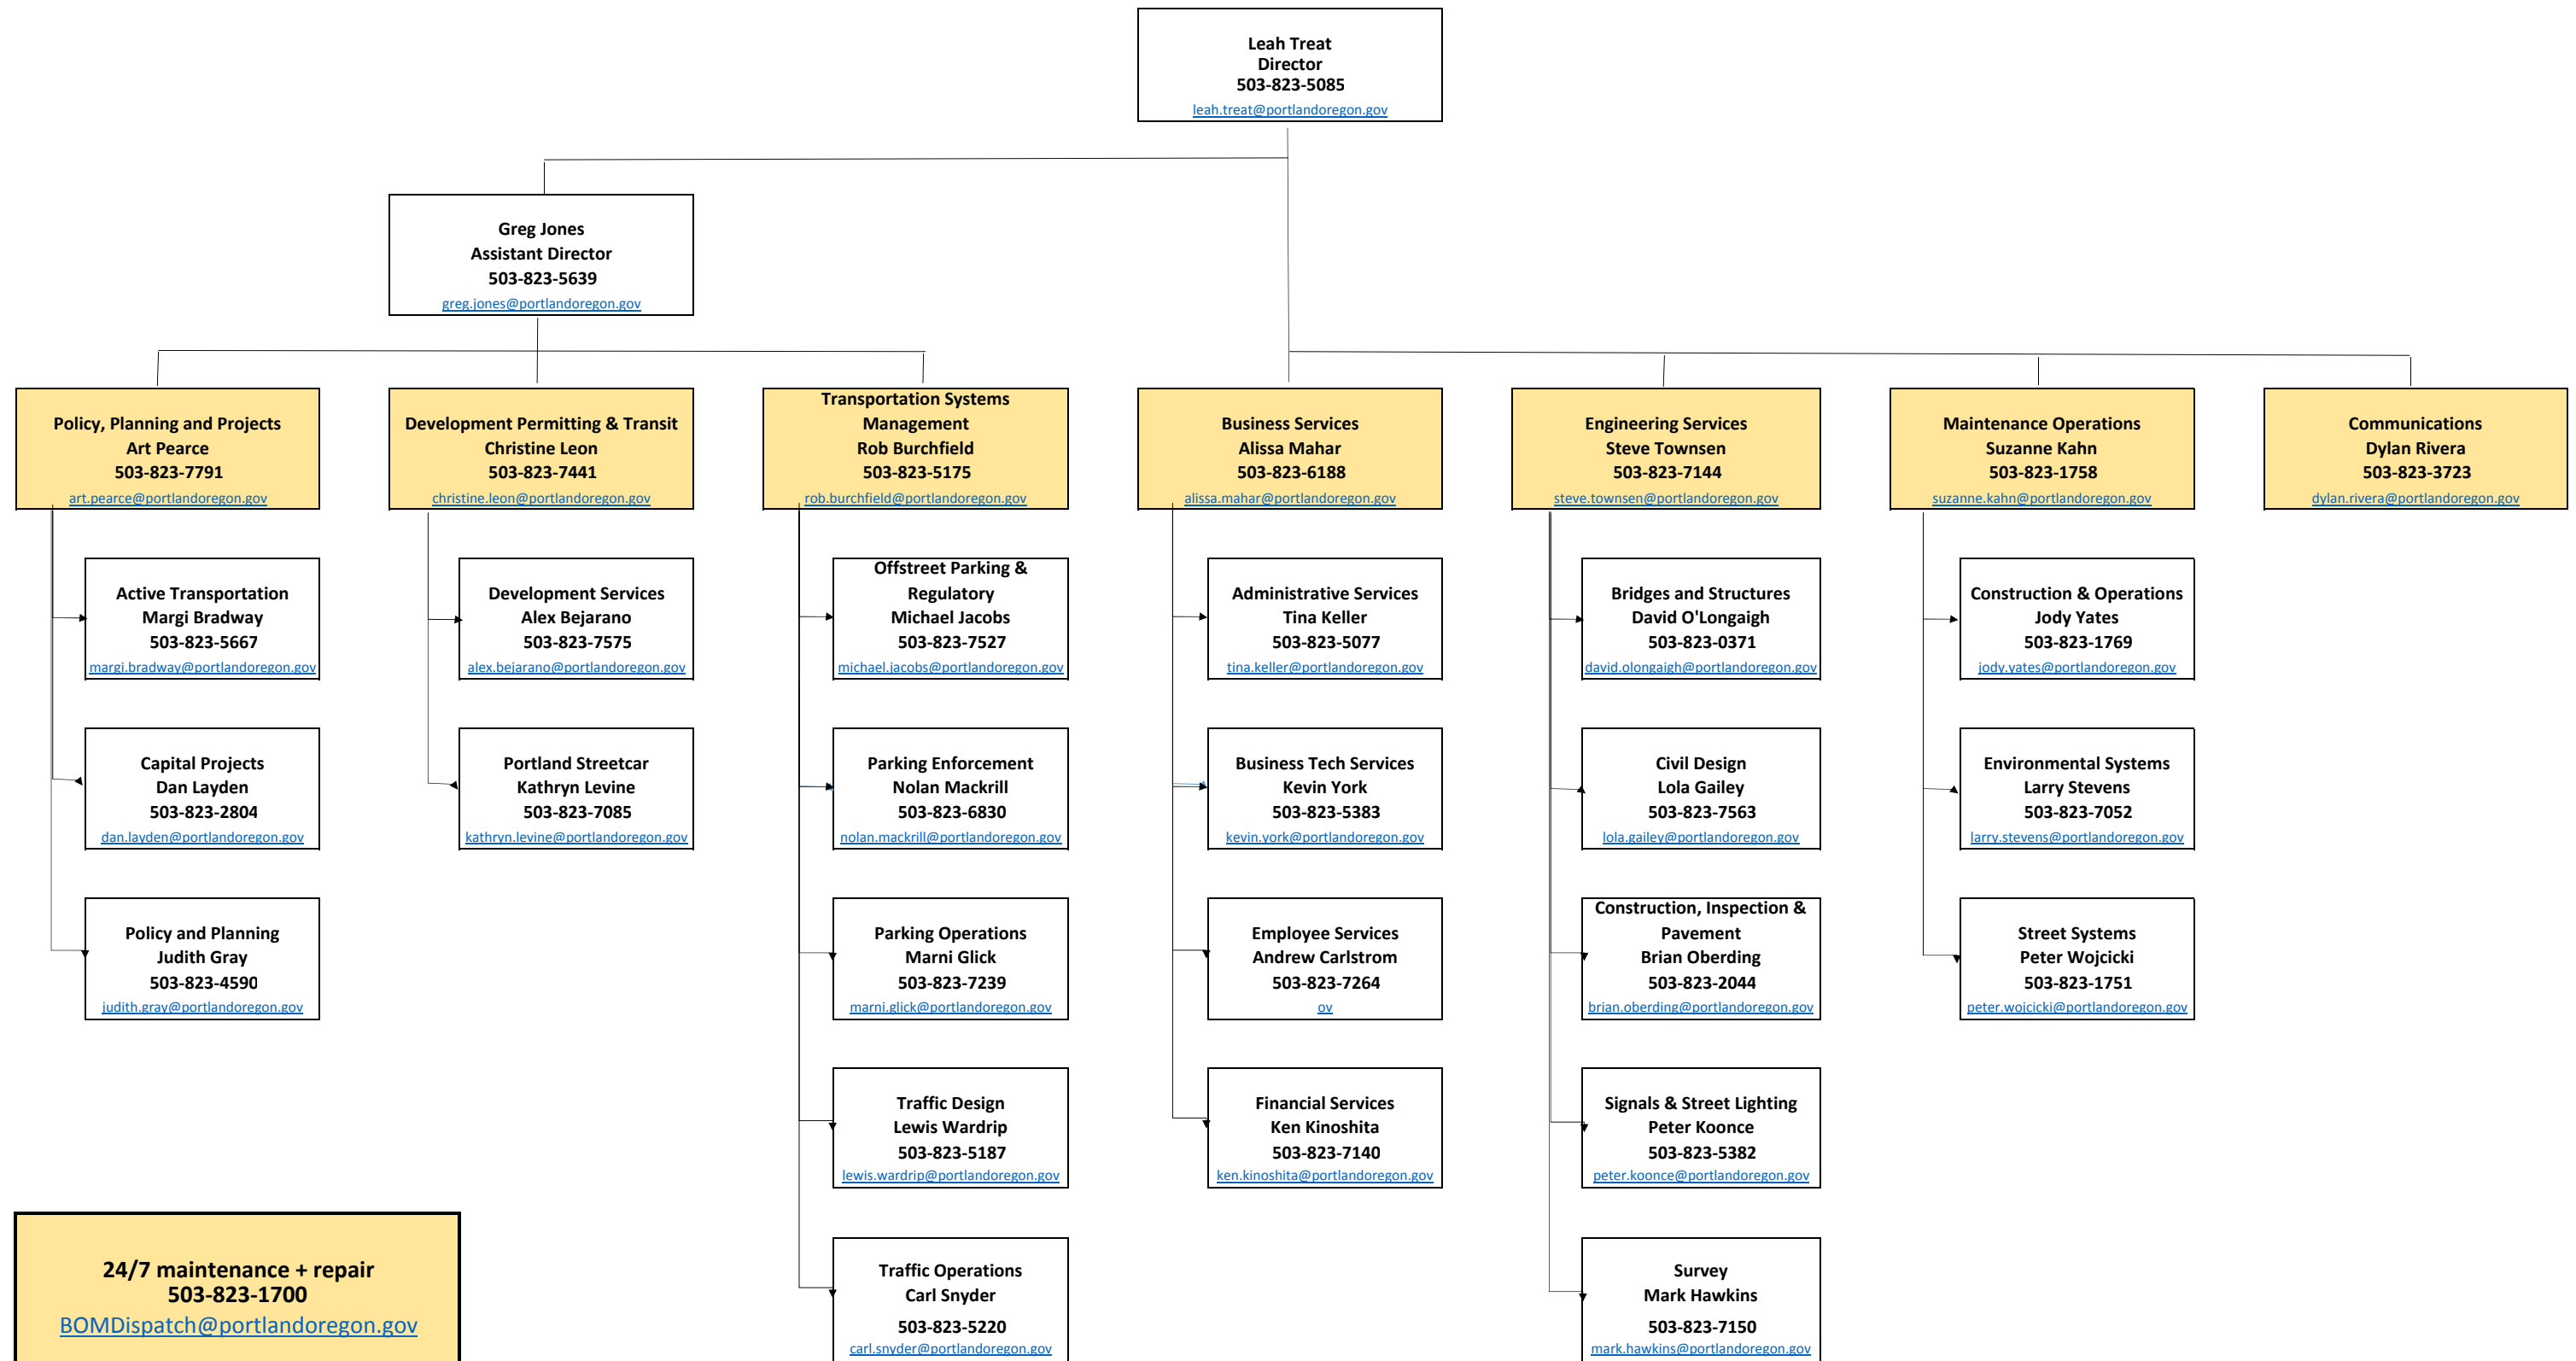 Leah Treat
Director
503-823-5085
leah.treat@portlandoregon.gov
Greg Jones
Assistant Director
503-823-5639
greg.jones@portlandoregon.gov
Policy, Planning and Projects
Art Pearce
503-823-7791
art.pearce@portlandoregon.gov
Development Permitting & Transit
Christine Leon
503-823-7441
christine.leon@portlandoregon.gov
Transportation Systems
Management
Rob Burchfield
503-823-5175
rob.burchfield@portlandoregon.gov
Business Services
Alissa Mahar
503-823-6188
alissa.mahar@portlandoregon.gov
Engineering Services
Steve Townsen
503-823-7144
steve.townsen@portlandoregon.gov
Maintenance Operations
Suzanne Kahn
503-823-1758
suzanne.kahn@portlandoregon.gov
Communications
Dylan Rivera
503-823-3723
dylan.rivera@portlandoregon.gov
Active Transportation
Margi Bradway
503-823-5667
margi.bradway@portlandoregon.gov
Development Services
Alex Bejarano
503-823-7575
alex.bejarano@portlandoregon.gov
Offstreet Parking &
Regulatory
Michael Jacobs
503-823-7527
michael.jacobs@portlandoregon.gov
Administrative Services
Tina Keller
503-823-5077
tina.keller@portlandoregon.gov
Bridges and Structures
David O'Longaigh
503-823-0371
david.olongaigh@portlandoregon.gov
Construction & Operations
Jody Yates
503-823-1769
jody.yates@portlandoregon.gov
Capital Projects
Dan Layden
503-823-2804
dan.layden@portlandoregon.gov
Portland Streetcar
Kathryn Levine
503-823-7085
kathryn.levine@portlandoregon.gov
Parking Enforcement
Nolan Mackrill
503-823-6830
nolan.mackrill@portlandoregon.gov
Business Tech Services
Kevin York
503-823-5383
kevin.york@portlandoregon.gov
Civil Design
Lola Gailey
503-823-7563
lola.gailey@portlandoregon.gov
Environmental Systems
Larry Stevens
503-823-7052
larry.stevens@portlandoregon.gov
Policy and Planning
Judith Gray
503-823-4590
judith.gray@portlandoregon.gov
Parking Operations
Marni Glick
503-823-7239
marni.glick@portlandoregon.gov
Employee Services
Andrew Carlstrom
503-823-7264
ov
Construction, Inspection &
Pavement
Brian Oberding
503-823-2044
brian.oberding@portlandoregon.gov
Street Systems
Peter Wojcicki
503-823-1751
peter.wojcicki@portlandoregon.gov
Traffic Design
Lewis Wardrip
503-823-5187
lewis.wardrip@portlandoregon.gov
Financial Services
Ken Kinoshita
503-823-7140
ken.kinoshita@portlandoregon.gov
Signals & Street Lighting
Peter Koonce
503-823-5382
peter.koonce@portlandoregon.gov
24/7 maintenance + repair
503-823-1700
BOMDispatch@portlandoregon.gov
Traffic Operations
Carl Snyder
503-823-5220
carl.snyder@portlandoregon.gov
Survey
Mark Hawkins
503-823-7150
mark.hawkins@portlandoregon.gov